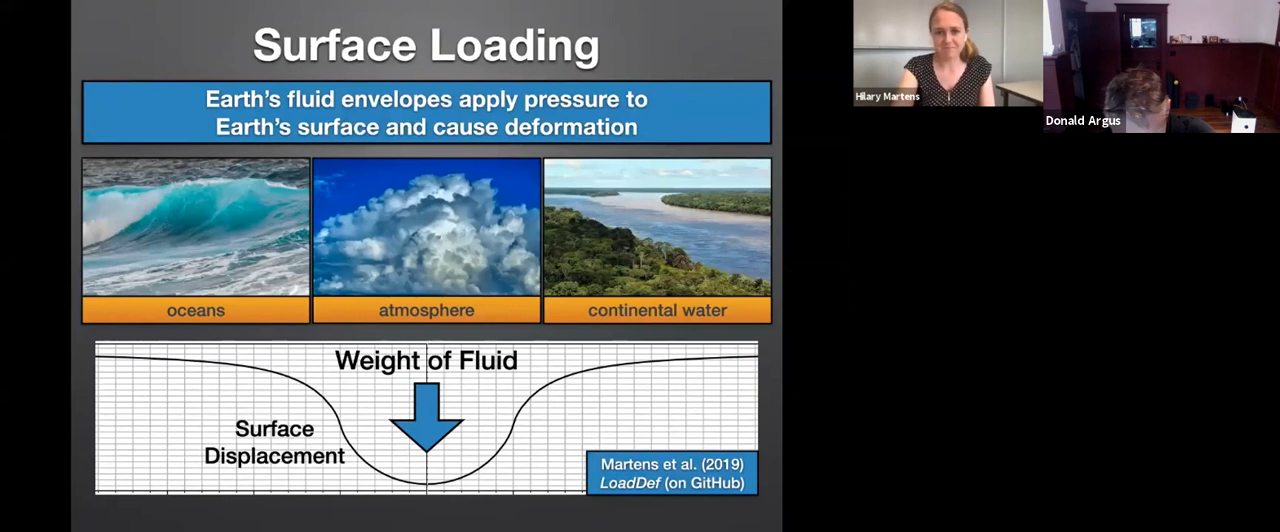 Surface Loading
Earth's fluid envelopes apply pressure to
Earth's surface and cause deformation
oceans
atmosphere
continental water
Weight of Fluid
Surface
Displacement
Martens et al. (2019)
LoadDef (on GitHub)
Hilary Martens
Donald Argus